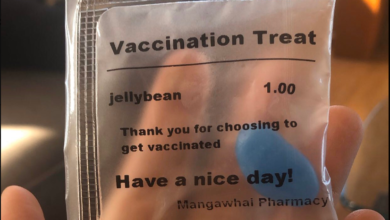 Vaccination Treat
jellybean 1.00
Thank you for choosing to
get vaccinated
Have a nice day!
Mangawhai Pharmacy